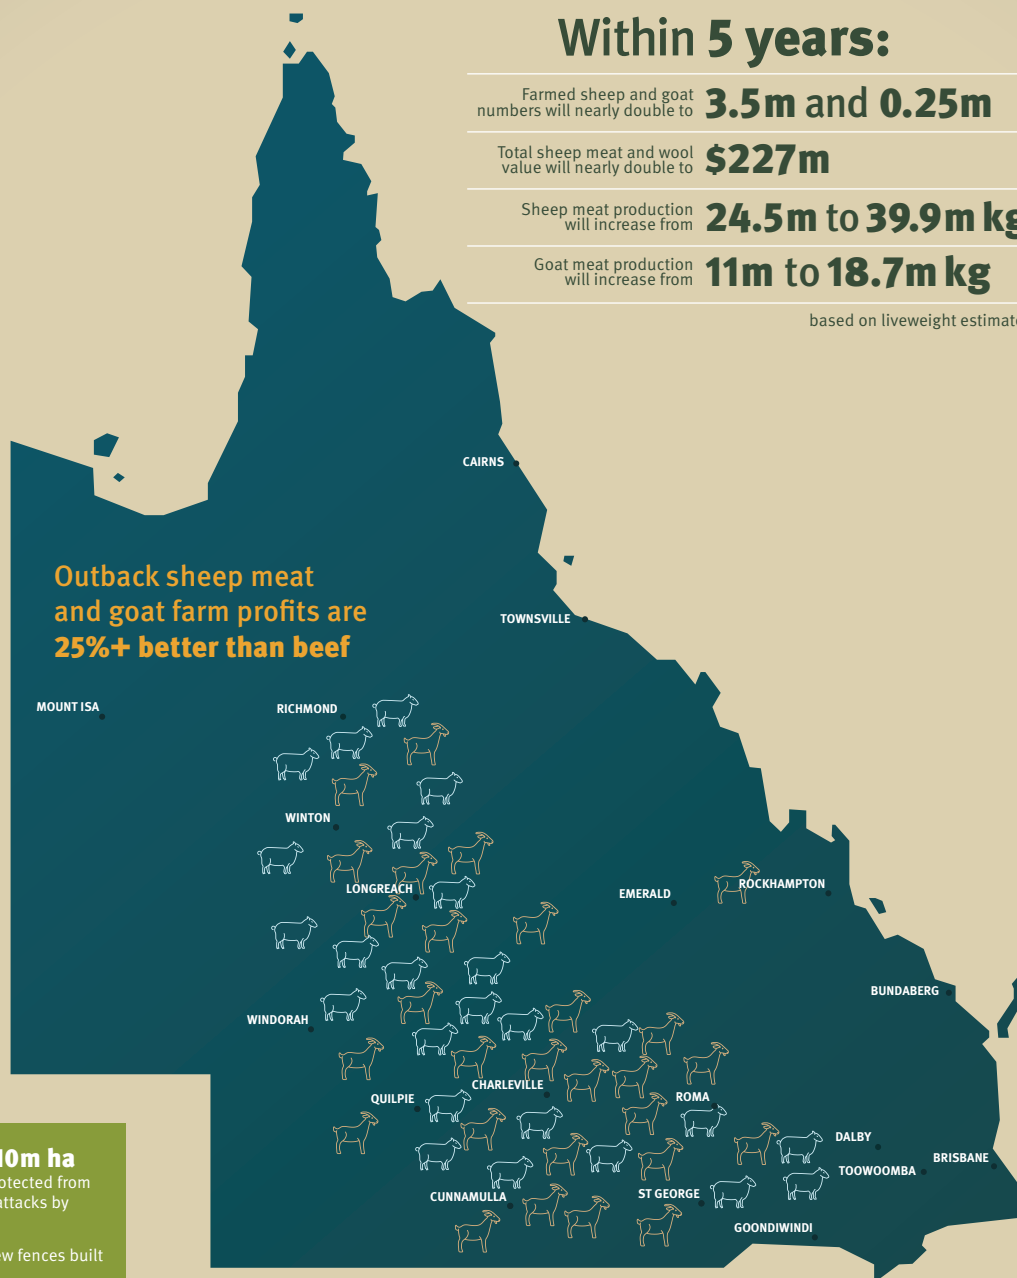 Within 5 years:
Farmed sheep and goat
numbers will nearly double to
3.5m and 0.25m
Total sheep meat and wool
value will nearly double to
$227m
Sheep meat production
will increase from
24.5m to 39.9m kg
Goat meat production
will increase from
11m to 18.7m kg
based on liveweight
CAIRNS
Outback sheep meat
and goat farm profits are
25%+ better than beef
TOWNSVILLE
MOUNT ISA
RICHMOND
WINTON
LONGREACH
EMERALD
ROCKHAMPTON
BUNDABERG
WINDORAH
CHARLEVILLE
QUILPIE
ROMA
DALBY
BRISBANE
TOOWOOMBA
CUNNAMULLA
ST GEORGE
GOONDIWINDI
ha
from
attacks by
fences built